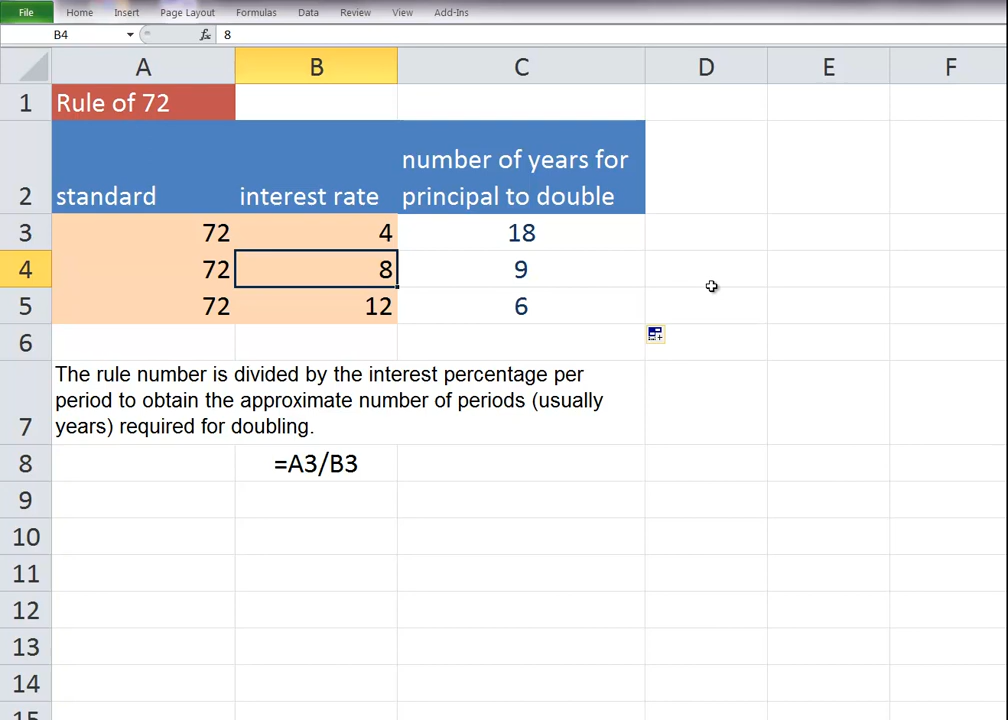 File Home Insert Page Layout Formulas Data Review View Add-Ins
B4 fx 8
A B C D E F
1 Rule of 72
number of years for
2 standard interest rate principal to double
3 72 4 18
4 72 8 9
5 72 12 6
6
The rule number is divided by the interest percentage per
period to obtain the approximate number of periods (usually
7 years) required for doubling.
8 =A3/B3
9
10
11
12
13
14
15